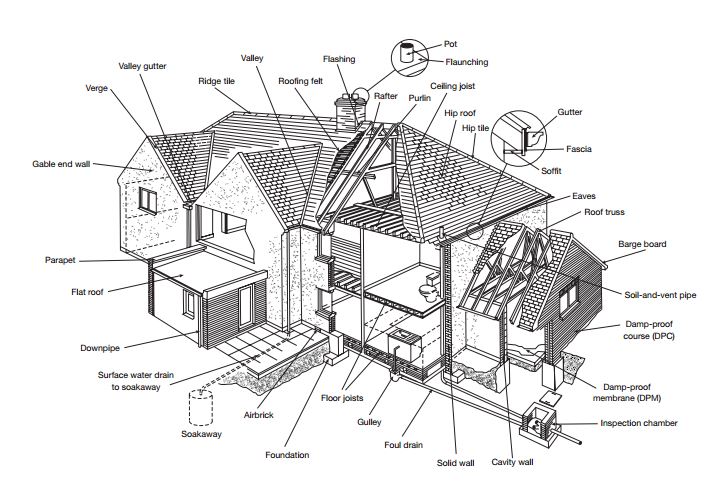 Pot
Flaunching
Flashing
Valley
Valley gutter
Ridge tile
Roofing felt
Verge
Ceiling joist
Rafter
Purlin
Hip roof
Hip tile
Gutter
Fascia
Soffit
Gable end wall
Eaves
Roof truss
Barge board
Parapet
Flat roof
Soil-and-vent pipe
Damp-proof
course (DPC)
Downpipe
Surface water drain
to soakaway
Damp-proof
membrane (DPM)
Floor joists
Airbrick
Gulley
Inspection chamber
Soakaway
Foul drain
Foundation
Solid wall
Cavity wall